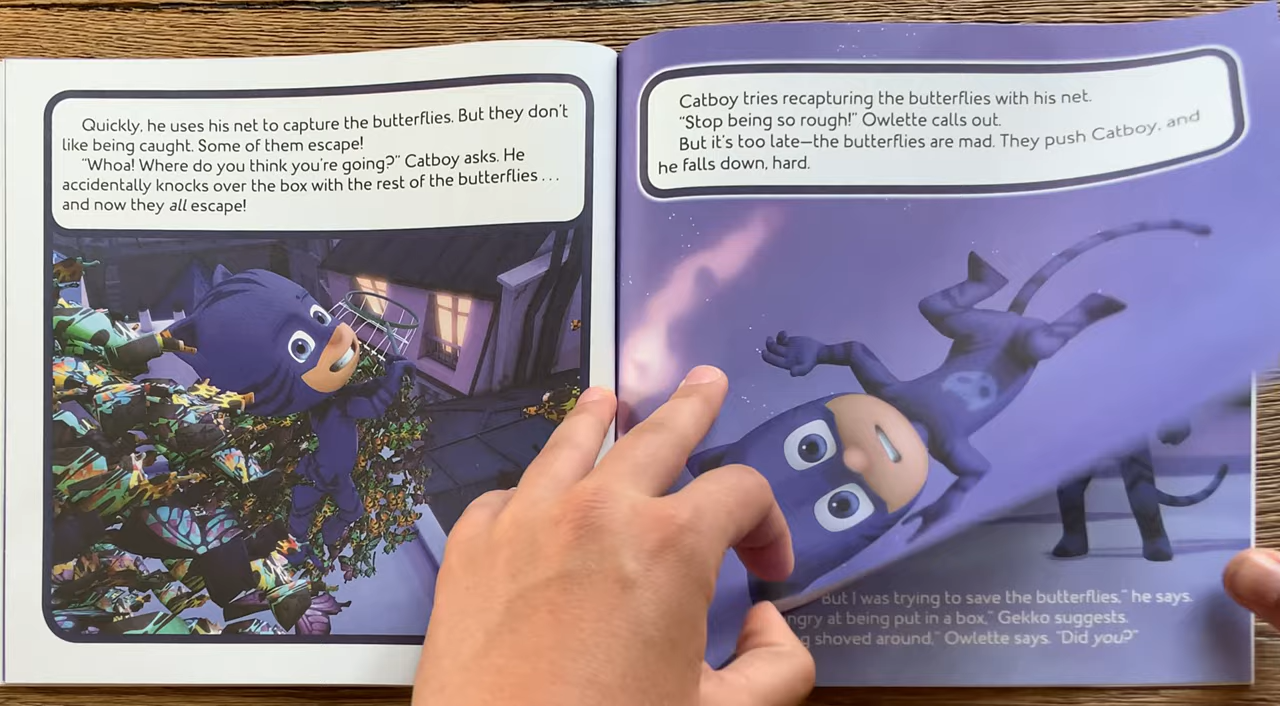 Quickly, he uses his net to capture the butterflies. But they don't
like being caught. Some of them escape!
"Whoa! Where do you think you're going?" Catboy asks. He
accidentally knocks over the box with the rest of the butterflies . . .
and now they all escape!
Catboy tries recapturing the butterflies with his net.
"Stop being so rough!" Owlette calls out.
But it's too late—the butterflies are mad. They push Catboy, and
he falls down, hard.
But I was trying to save the butterflies," he says.
at being put in a box," Gekko suggests.
shoved around," Owlette says. "Did you?"